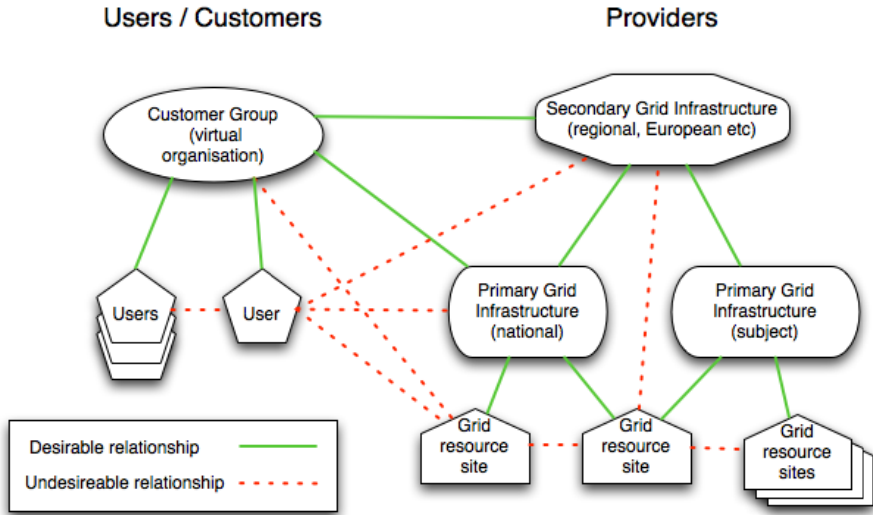 Users / Customers
Providers
Customer Group
(virtual
organisation)
Secondary Grid Infrastructure
(regional, European etc)
Users
User
Primary Grid
Infrastructure
(national)
Primary Grid
Infrastructure
(subject)
Grid
resource
site
Grid
resource
site
Grid
resource
sites
Desirable relationship
Undesireable relationship